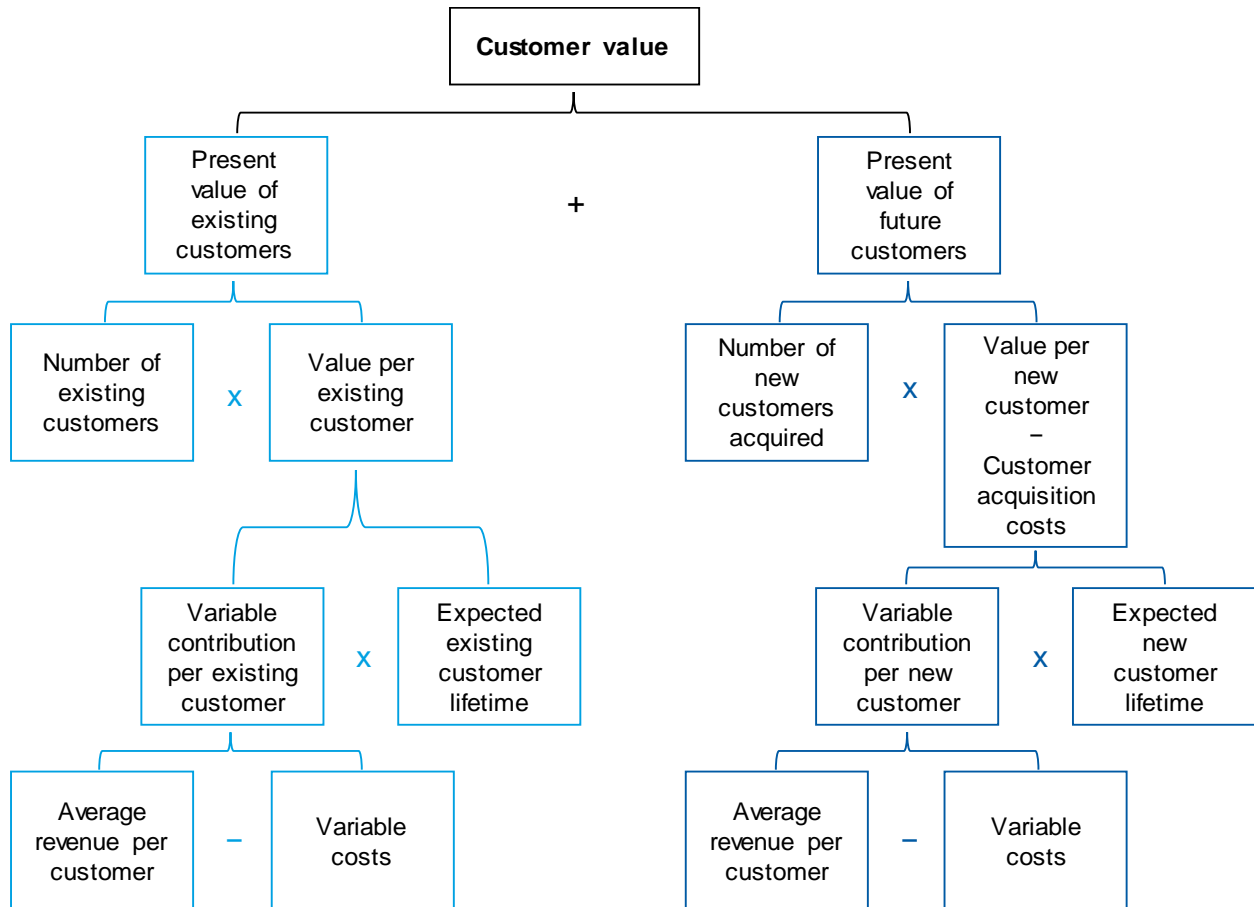 Customer value
Present
value of
existing
customers
+
Present
value of
future
customers
Number of
existing
customers
x
Value per
existing
customer
Number of
new
customers
acquired
x
Value per
new
customer
–
Customer
acquisition
costs
Variable
contribution
per existing
customer
x
Expected
existing
customer
lifetime
Variable
contribution
per new
customer
x
Expected
new
customer
lifetime
Average
revenue per
customer
–
Variable
costs
Average
revenue per
customer
–
Variable
costs